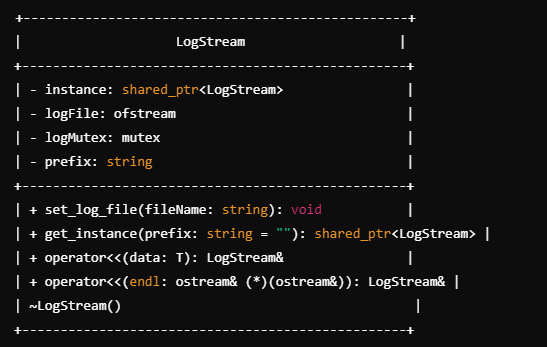 +------------------------------------------------+
|                   LogStream                    |
+------------------------------------------------+
| - instance: shared_ptr<LogStream>               |
| - logFile: ofstream                             |
| - logMutex: mutex                               |
| - prefix: string                                |
+------------------------------------------------+
| + set_log_file(fileName: string): void           |
| + get_instance(prefix: string = ""): shared_ptr<LogStream> |
| + operator<<(data: T): LogStream&               |
| + operator<<(endl: ostream& (*)(ostream&)): LogStream& |
| ~LogStream()                                     |
+------------------------------------------------+